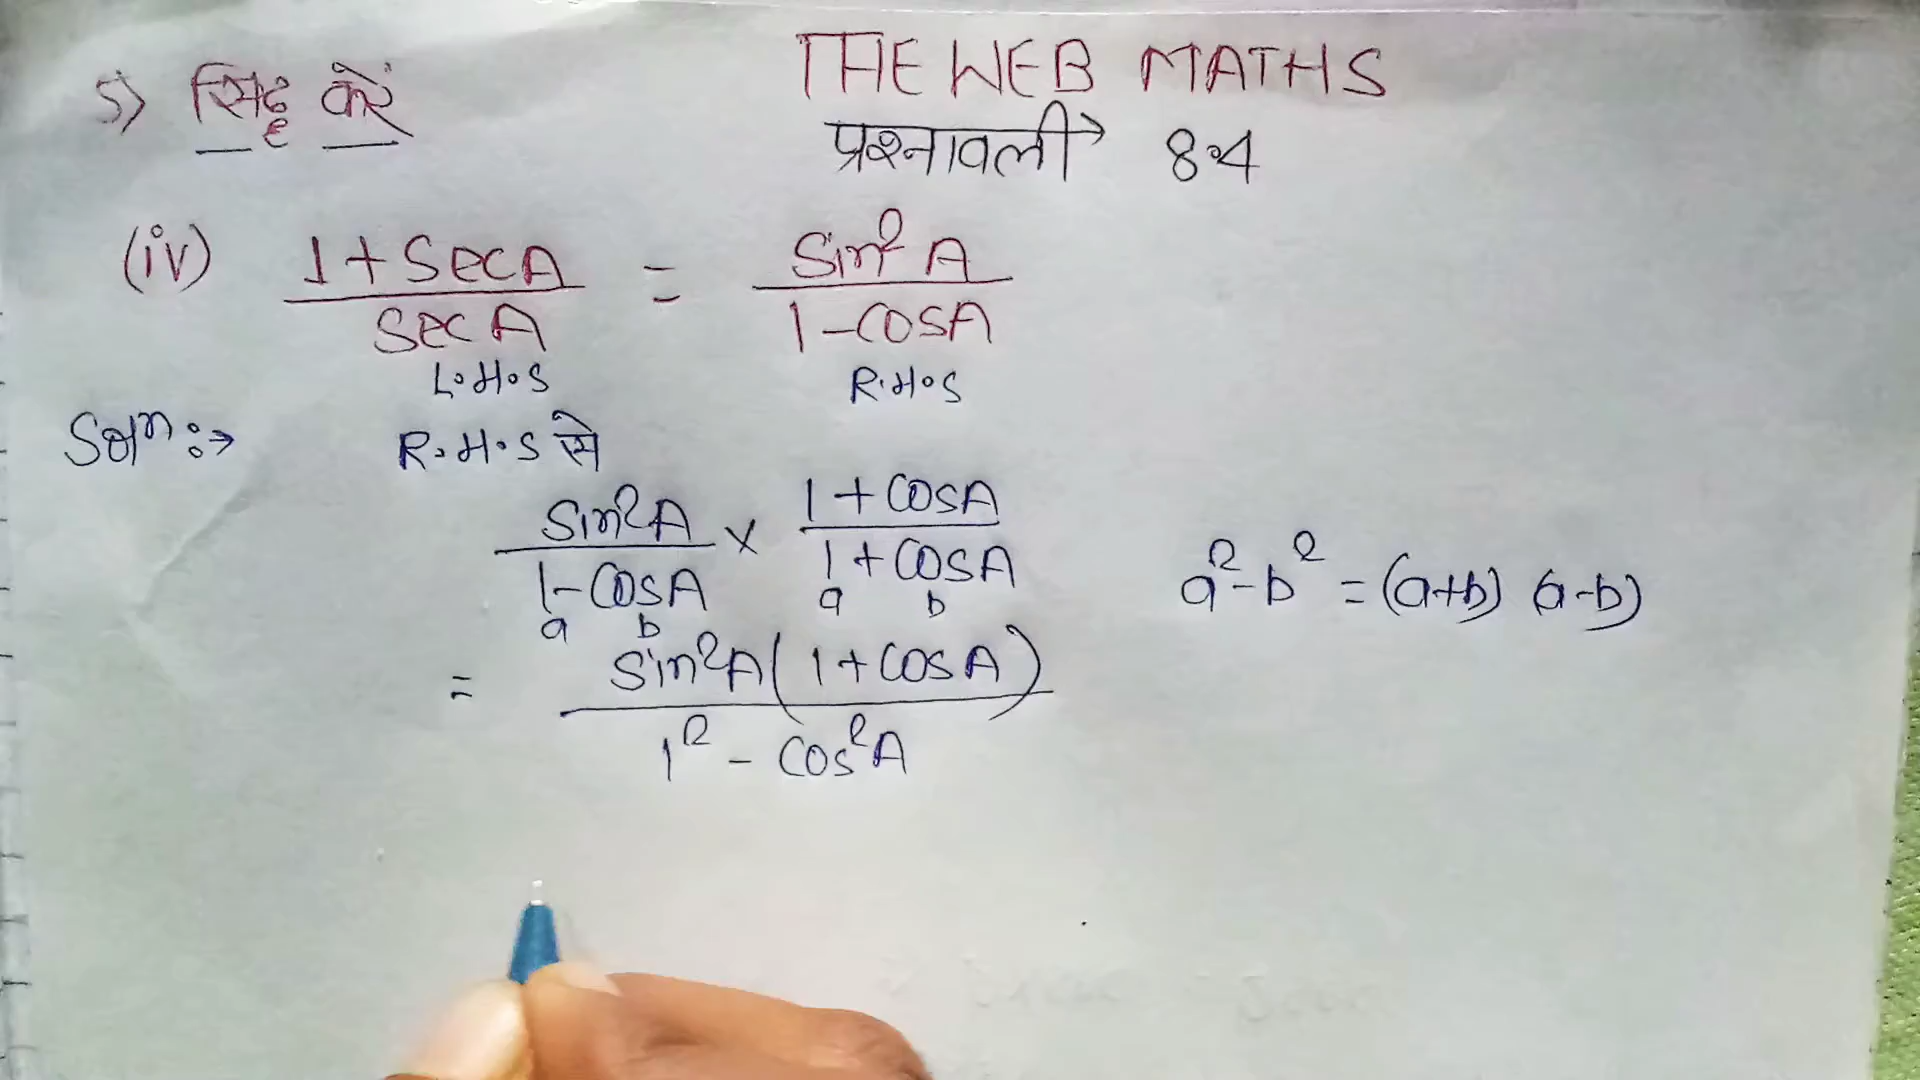 THE WEB MATHS
5) सिद्ध करें
प्रश्नावली → 8.4
(iv) 1+SecA / SecA = Sin²A / 1-COSA
L.H.S R.H.S
Solⁿ:→ R.H.S से
Sin²A / 1-COSA × 1+COSA / 1+COSA
a b a b
a²-b² = (a+b) (a-b)
= Sin²A(1+COSA) / 1² - Cos²A